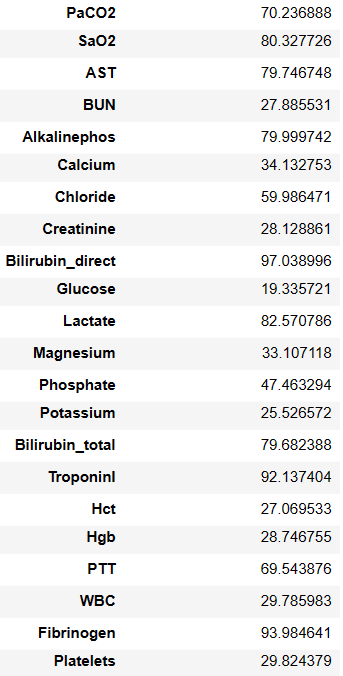 PaCO2 70.236888
SaO2 80.327726
AST 79.746748
BUN 27.885531
Alkalinephos 79.999742
Calcium 34.132753
Chloride 59.986471
Creatinine 28.128861
Bilirubin_direct 97.038996
Glucose 19.335721
Lactate 82.570786
Magnesium 33.107118
Phosphate 47.463294
Potassium 25.526572
Bilirubin_total 79.682388
TroponinI 92.137404
Hct 27.069533
Hgb 28.746755
PTT 69.543876
WBC 29.785983
Fibrinogen 93.984641
Platelets 29.824379